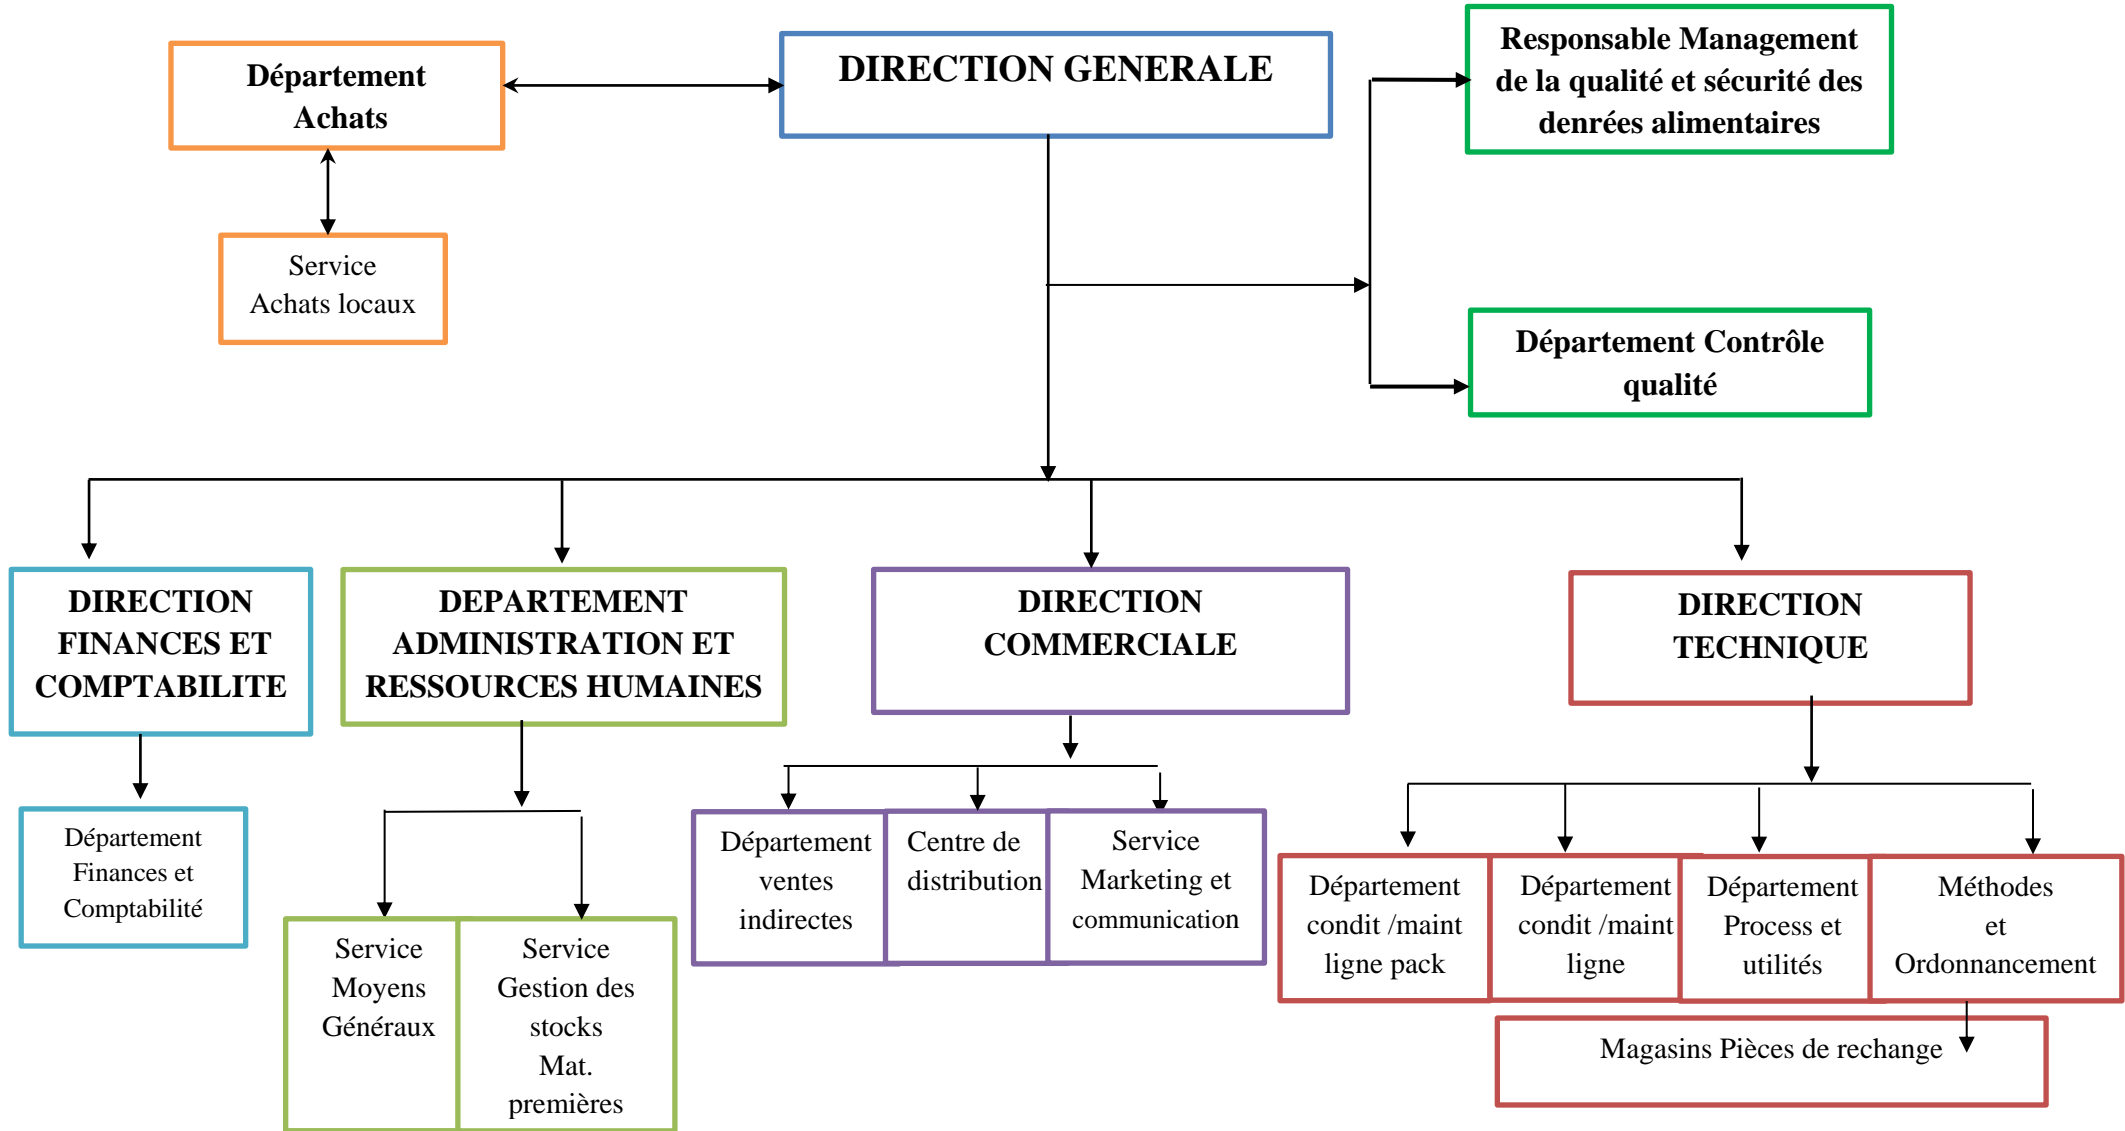 DIRECTION GENERALE
Département
Achats
Responsable Management
de la qualité et sécurité des
denrées alimentaires
Service
Achats locaux
Département Contrôle
qualité
DIRECTION
FINANCES ET
COMPTABILITE
DEPARTEMENT
ADMINISTRATION ET
RESSOURCES HUMAINES
DIRECTION
COMMERCIALE
DIRECTION
TECHNIQUE
Département
Finances et
Comptabilité
Service
Moyens
Généraux
Service
Gestion des
stocks
Mat.
premières
Département
ventes
indirectes
Centre de
distribution
Service
Marketing et
communication
Département
condit /maint
ligne pack
Département
condit /maint
ligne
Département
Process et
utilités
Méthodes
et
Ordonnancement
Magasins Pièces de rechange